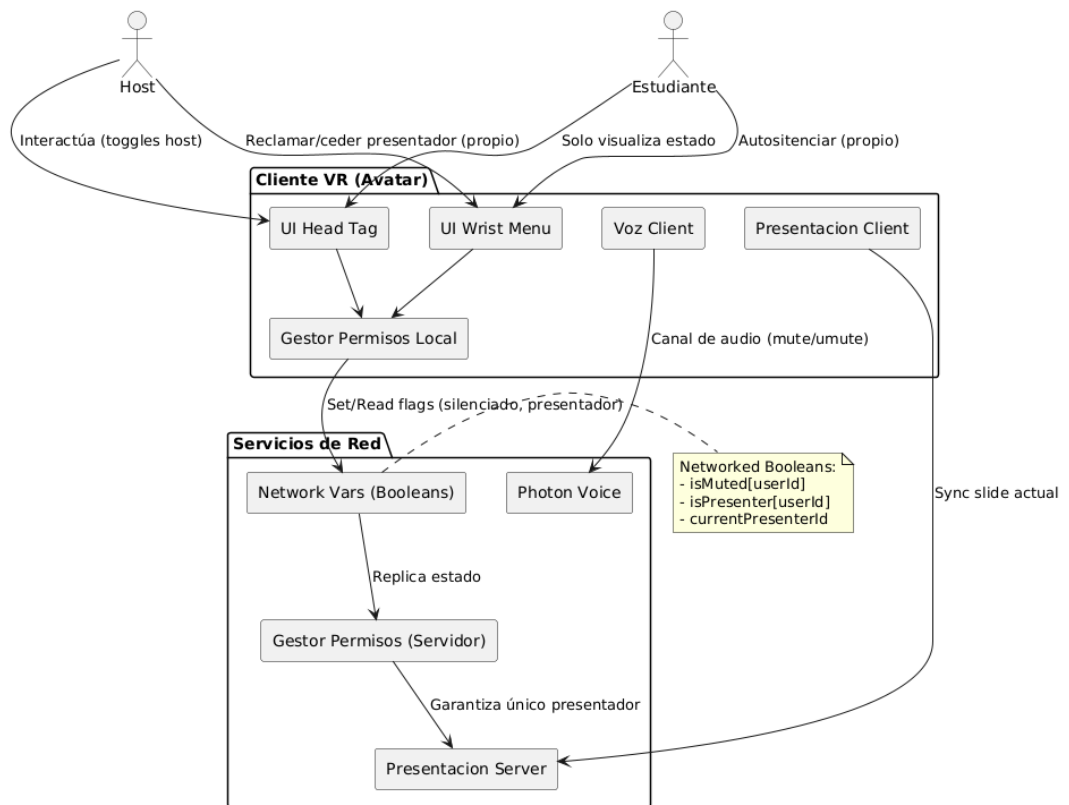 Host
Estudiante
Interactúa (toggles host)
Reclamar/ceder presentador (propio)
Solo visualiza estado
Autositenciar (propio)
Cliente VR (Avatar)
UI Head Tag
UI Wrist Menu
Voz Client
Presentacion Client
Gestor Permisos Local
Canal de audio (mute/umute)
Set/Read flags (silenciado, presentador)
Servicios de Red
Network Vars (Booleans)
Photon Voice
Networked Booleans:
- isMuted[userId]
- isPresenter[userId]
- currentPresenterId
Sync slide actual
Replica estado
Gestor Permisos (Servidor)
Garantiza único presentador
Presentacion Server